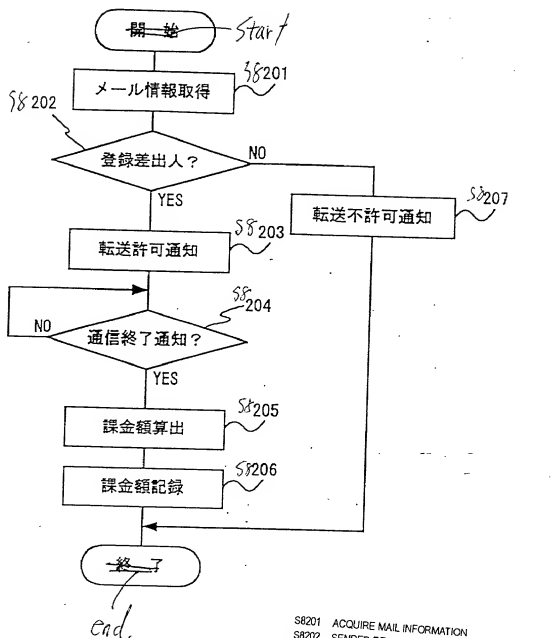 開 始
Start
メール情報取得
S8201
S8202
登録差出人？
NO
YES
転送不許可通知
S8207
転送許可通知
S8203
S8204
通信終了通知？
NO
YES
課金額算出
S8205
課金額記録
S8206
終 了
end.
S8201 ACQUIRE MAIL INFORMATION
S8202 SENDER